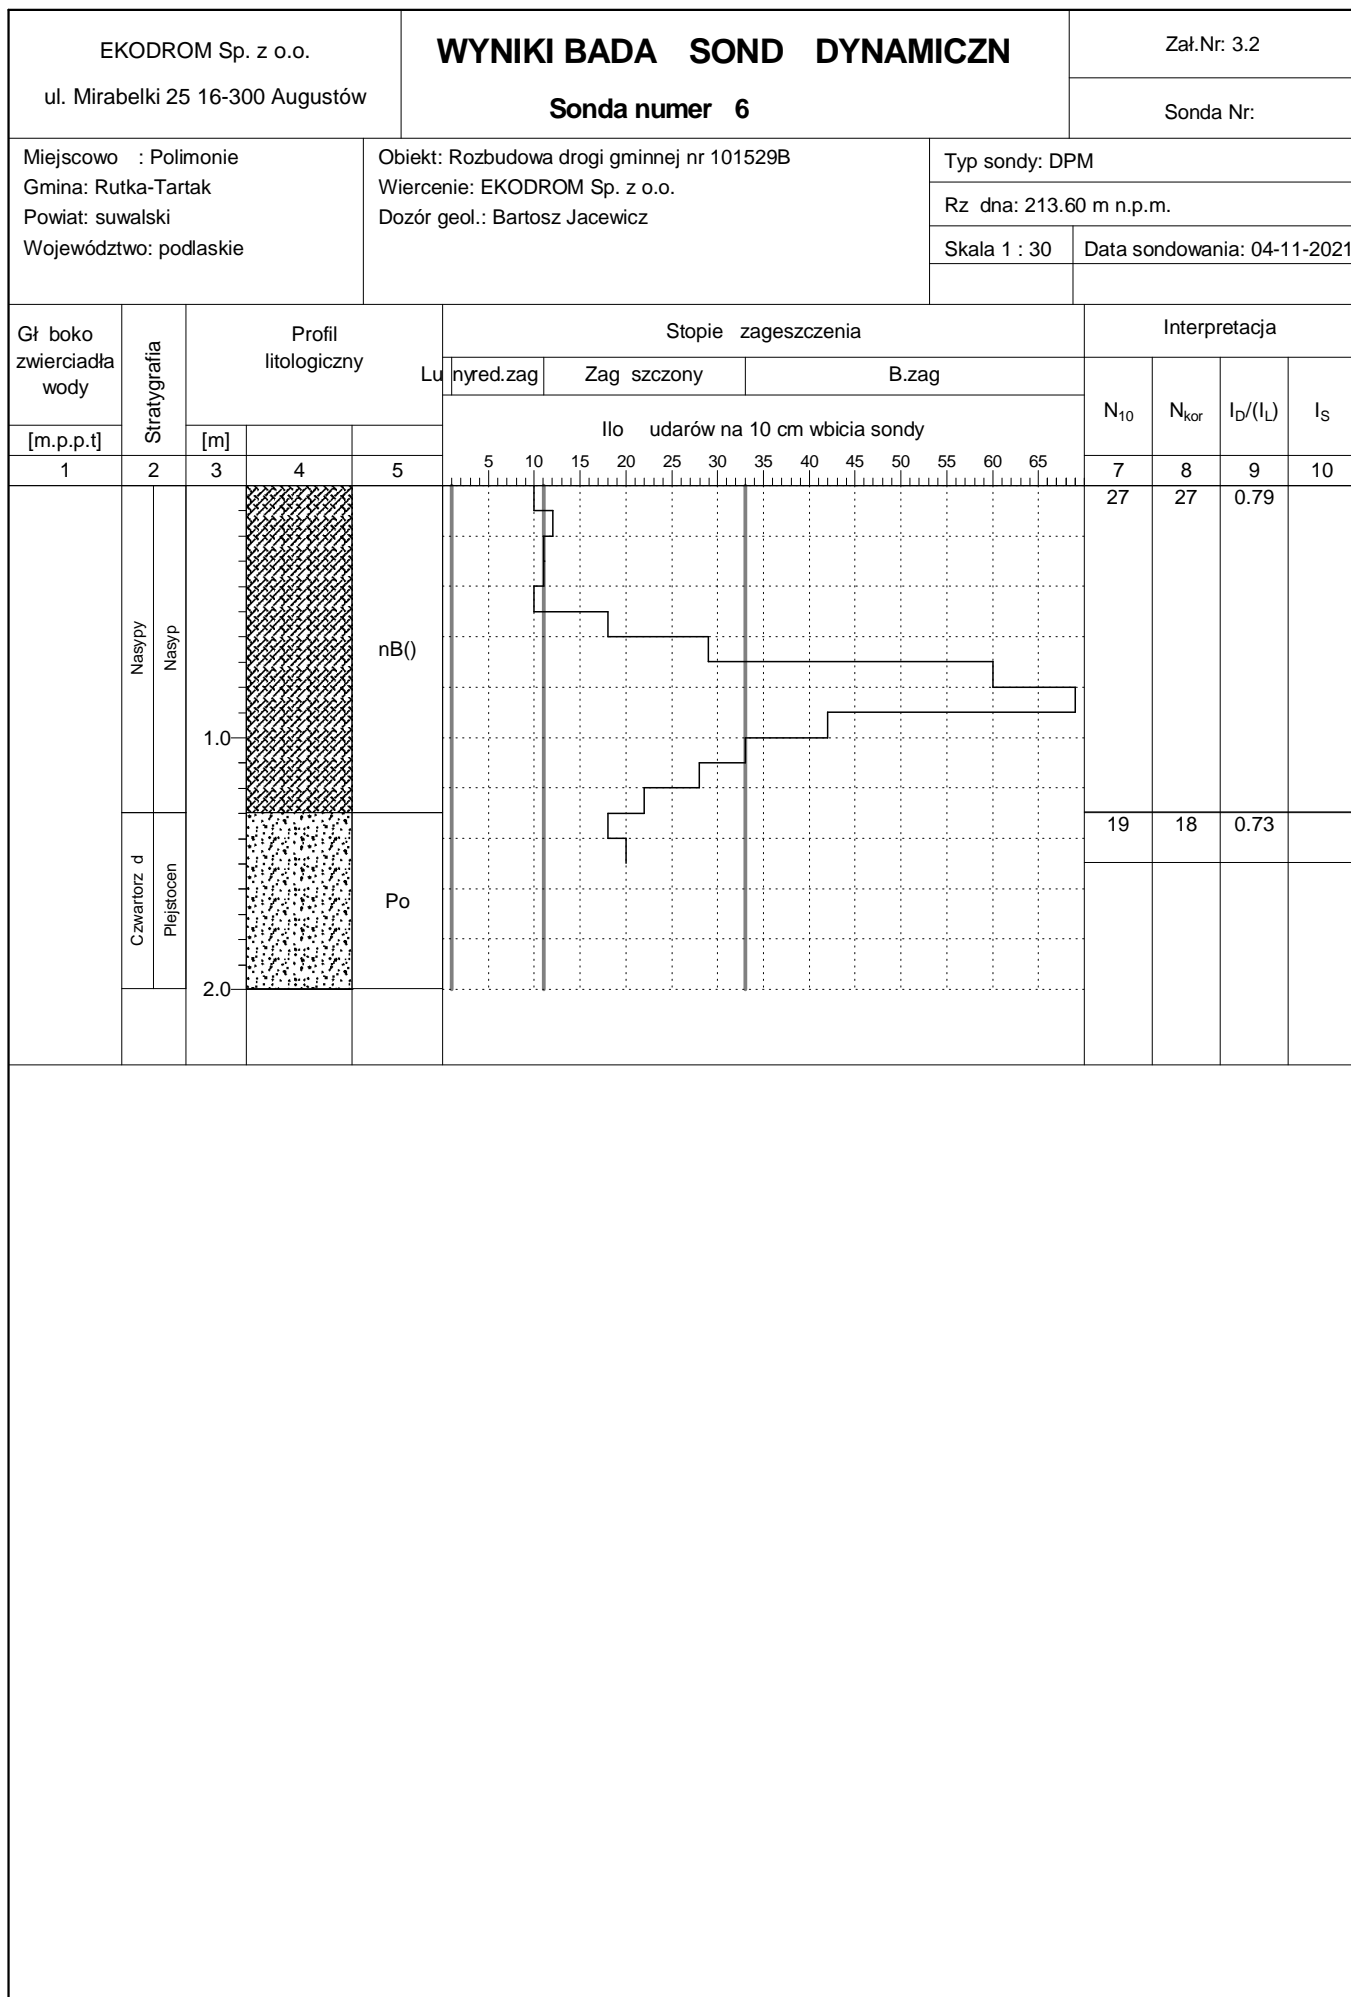 EKODROM Sp. z o.o.
ul. Mirabelki 25 16-300 Augustów
WYNIKI BADA SOND DYNAMICZN
Sonda numer 6
Zał.Nr: 3.2
Sonda Nr:
Miejscowo : Polimonie
Gmina: Rutka-Tartak
Powiat: suwalski
Województwo: podlaskie
Obiekt: Rozbudowa drogi gminnej nr 101529B
Wiercenie: EKODROM Sp. z o.o.
Dozór geol.: Bartosz Jacewicz
Typ sondy: DPM
Rz dna: 213.60 m n.p.m.
Skala 1 : 30
Data sondowania: 04-11-2021
Gł boko
zwierciadła
wody
[m.p.p.t]
Stratygrafia
Profil
litologiczny
[m]
Stopie zageszczenia
Lu ny red.zag Zag szczony B.zag
Ilo udarów na 10 cm wbicia sondy
5 10 15 20 25 30 35 40 45 50 55 60 65
Interpretacja
N10 Nkor ID/(IL) IS
1 2 3 4 5 7 8 9 10
Nasypy
Nasyp
nB()
27 27 0.79
1.0
Czwartorz d
Plejstocen
Po
19 18 0.73
2.0